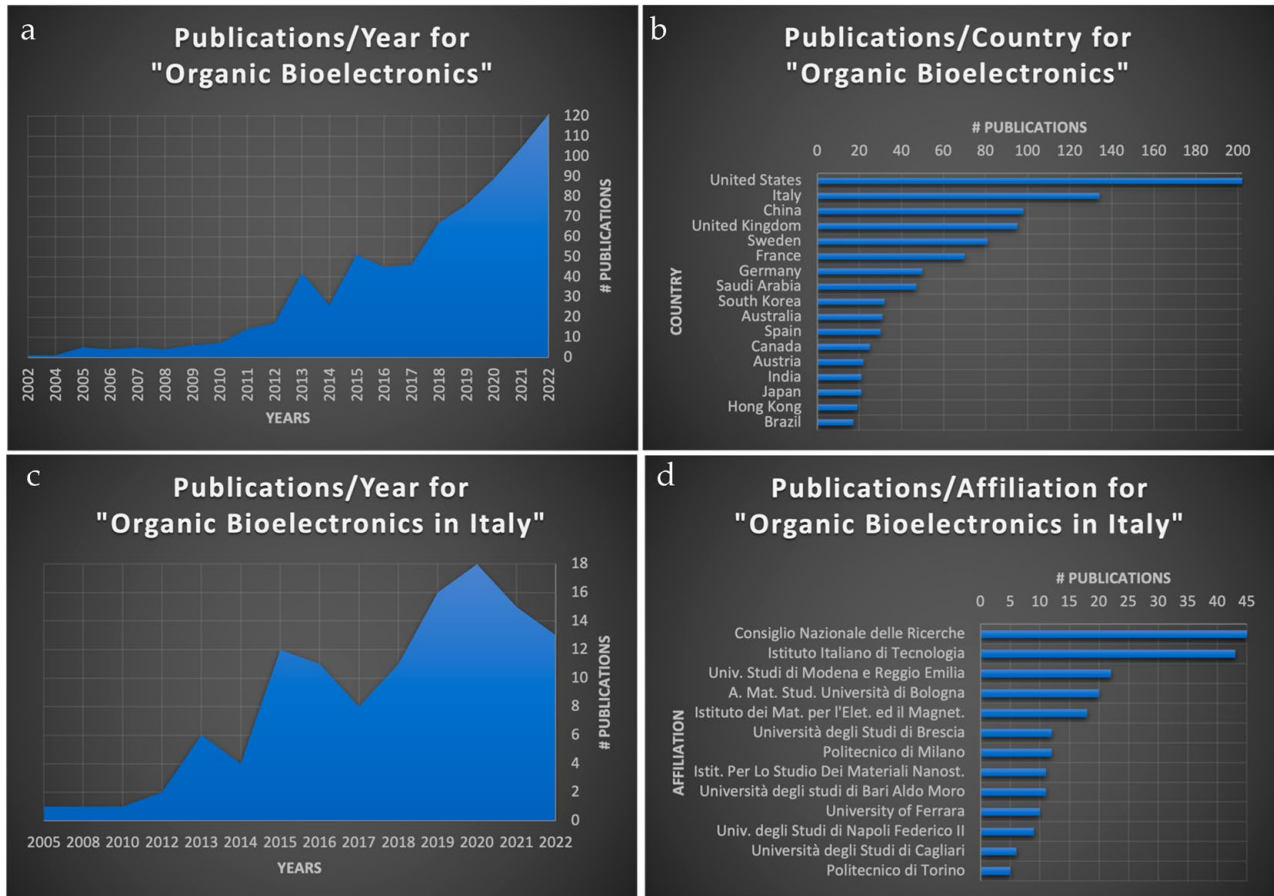 a
Publications/Year for
"Organic Bioelectronics"
120
110
100
90
80
70
60
50
40
30
20
10
0
# PUBLICATIONS
2002 2004 2005 2006 2007 2008 2009 2010 2011 2012 2013 2014 2015 2016 2017 2018 2019 2020 2021 2022
YEARS
b
Publications/Country for
"Organic Bioelectronics"
# PUBLICATIONS
0 20 40 60 80 100 120 140 160 180 200
COUNTRY
United States
Italy
China
United Kingdom
Sweden
France
Germany
Saudi Arabia
South Korea
Australia
Spain
Canada
Austria
India
Japan
Hong Kong
Brazil
c
Publications/Year for
"Organic Bioelectronics in Italy"
18
16
14
12
10
8
6
4
2
0
# PUBLICATIONS
2005 2008 2010 2012 2013 2014 2015 2016 2017 2018 2019 2020 2021 2022
YEARS
d
Publications/Affiliation for
"Organic Bioelectronics in Italy"
# PUBLICATIONS
0 5 10 15 20 25 30 35 40 45
AFFILIATION
Consiglio Nazionale delle Ricerche
Istituto Italiano di Tecnologia
Univ. Studi di Modena e Reggio Emilia
A. Mat. Stud. Università di Bologna
Istituto dei Mat. per l'Elet. ed il Magnet.
Università degli Studi di Brescia
Politecnico di Milano
Istit. Per Lo Studio Dei Materiali Nanost.
Università degli studi di Bari Aldo Moro
University of Ferrara
Univ. degli Studi di Napoli Federico II
Università degli Studi di Cagliari
Politecnico di Torino